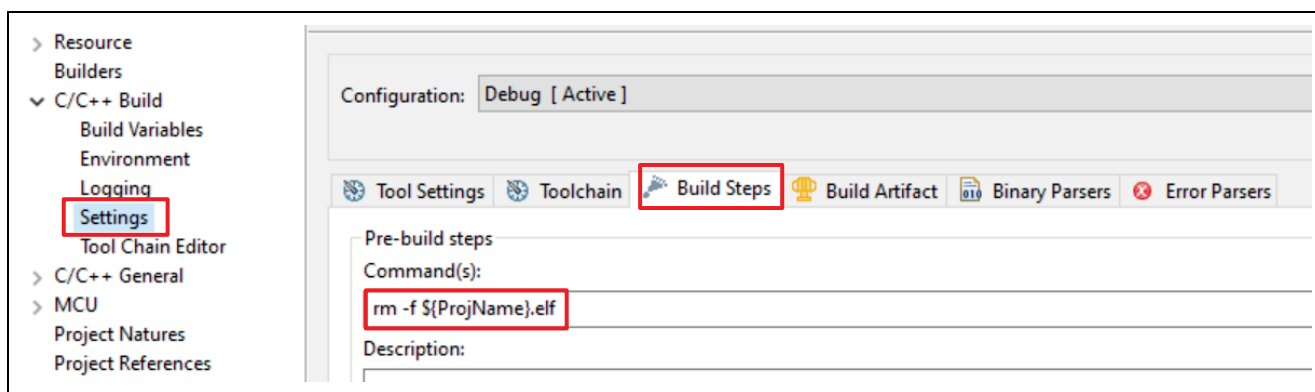 Resource
Builders
C/C++ Build
Build Variables
Environment
Logging
Settings
Tool Chain Editor
C/C++ General
MCU
Project Natures
Project References
Configuration: Debug [ Active ]
Tool Settings Toolchain Build Steps Build Artifact Binary Parsers Error Parsers
Pre-build steps
Command(s):
rm -f ${ProjName}.elf
Description: